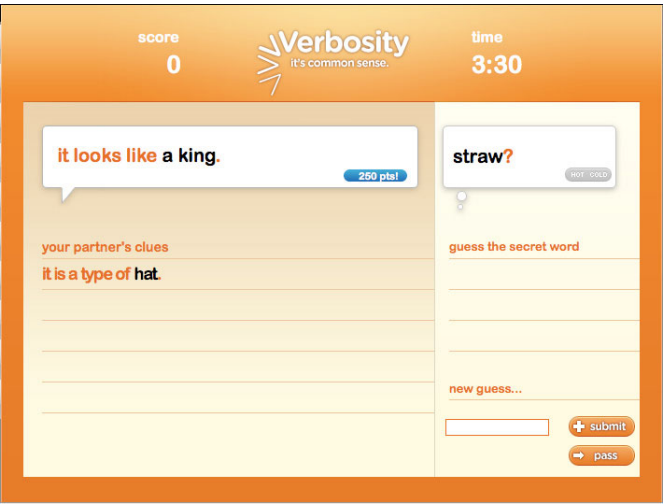 score
0
Verbosity
it's common sense.
time
3:30
it looks like a king.
250 pts!
straw?
HOT COLD
your partner's clues
it is a type of hat.
guess the secret word
new guess...
submit
pass